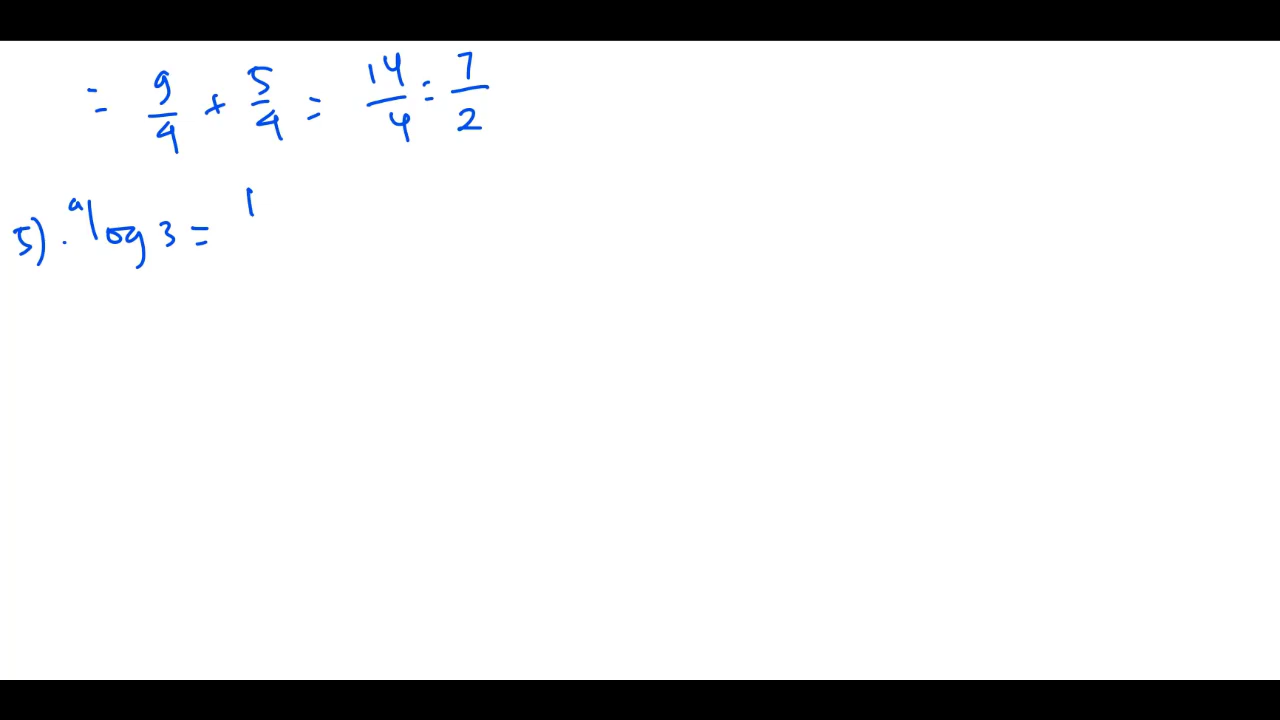 = 9/4 + 5/4 = 14/4 = 7/2
5). ᵃlog 3 = 1